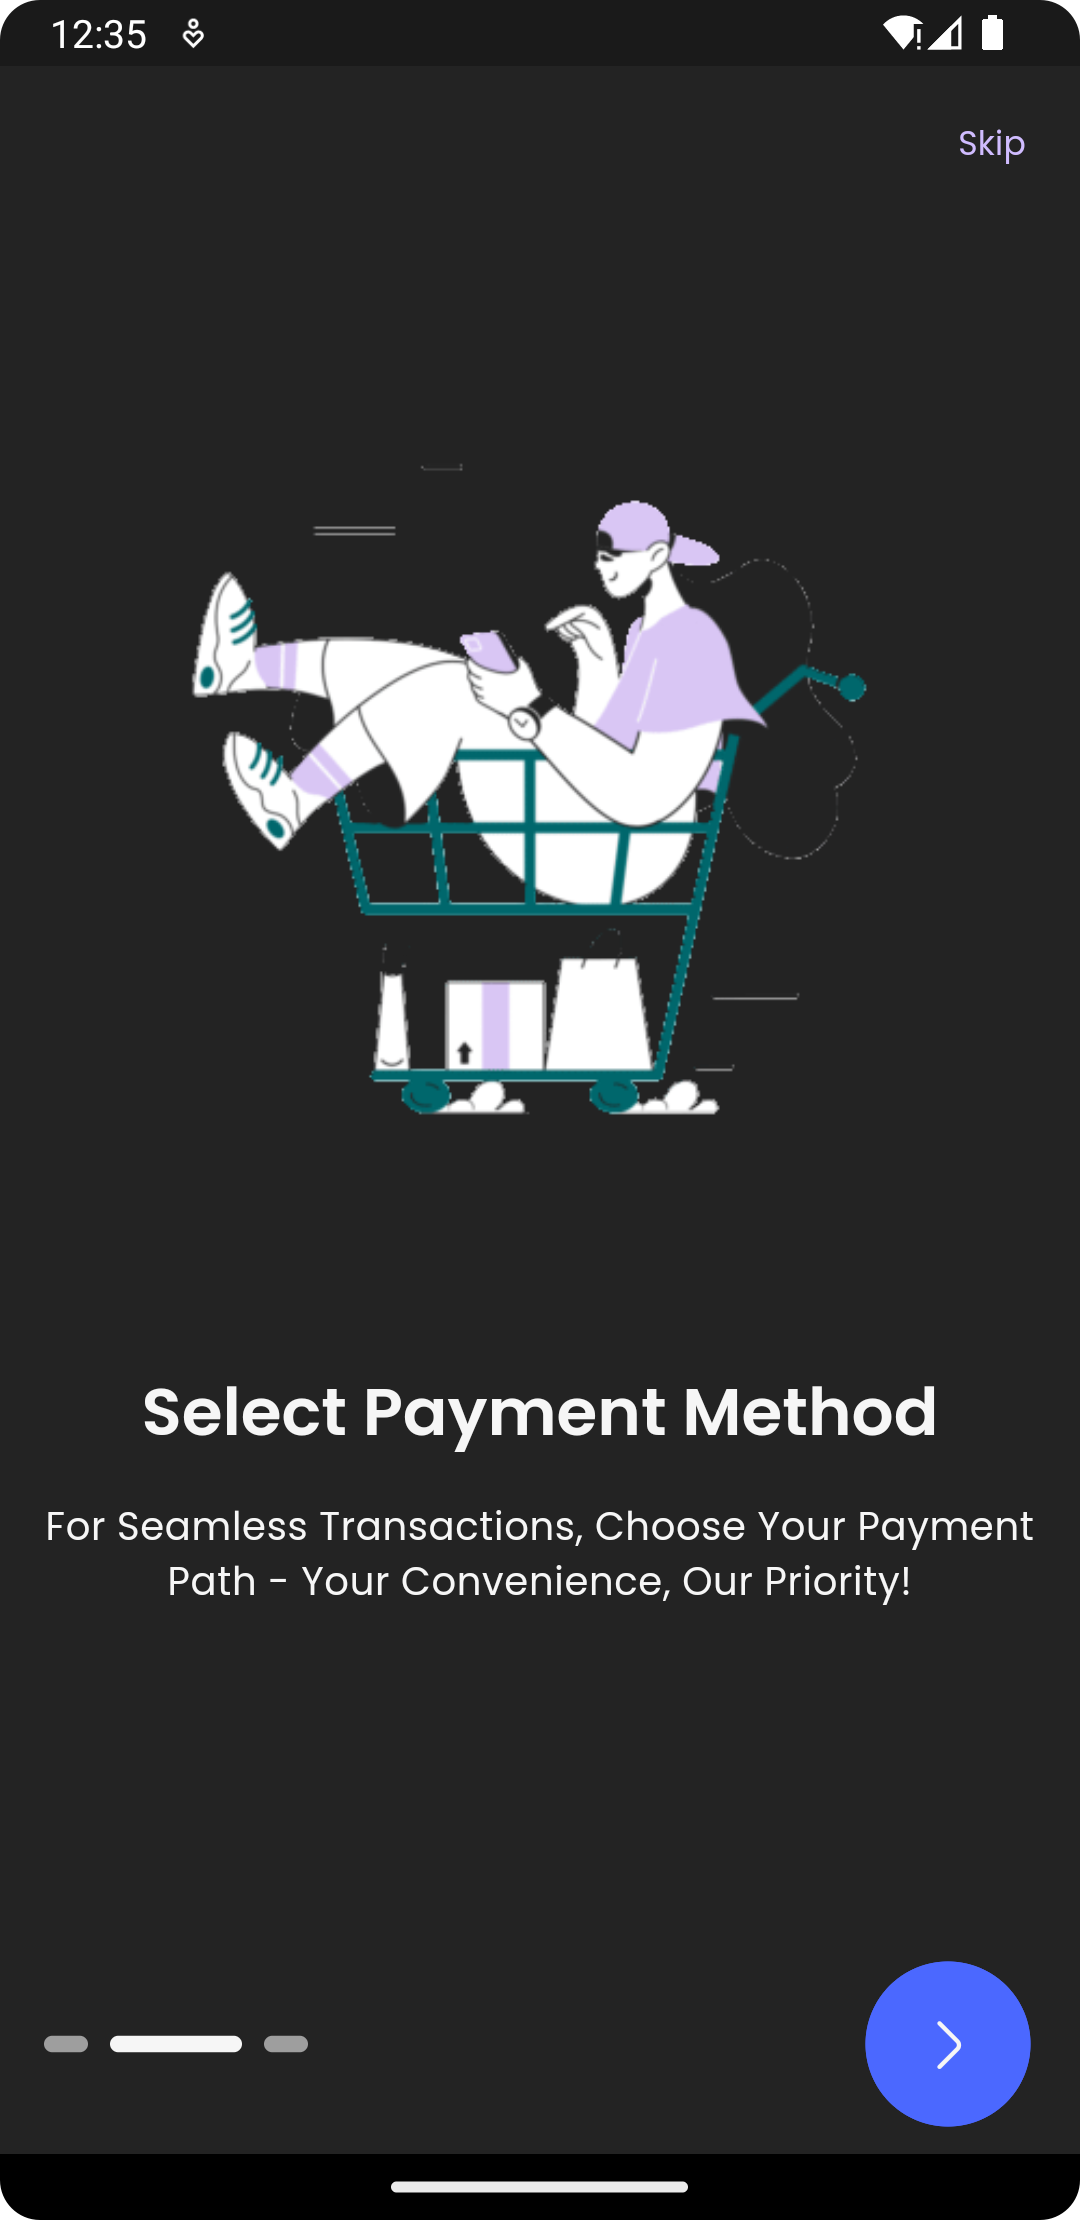 12:35
Skip
Select Payment Method
For Seamless Transactions, Choose Your Payment
Path - Your Convenience, Our Priority!